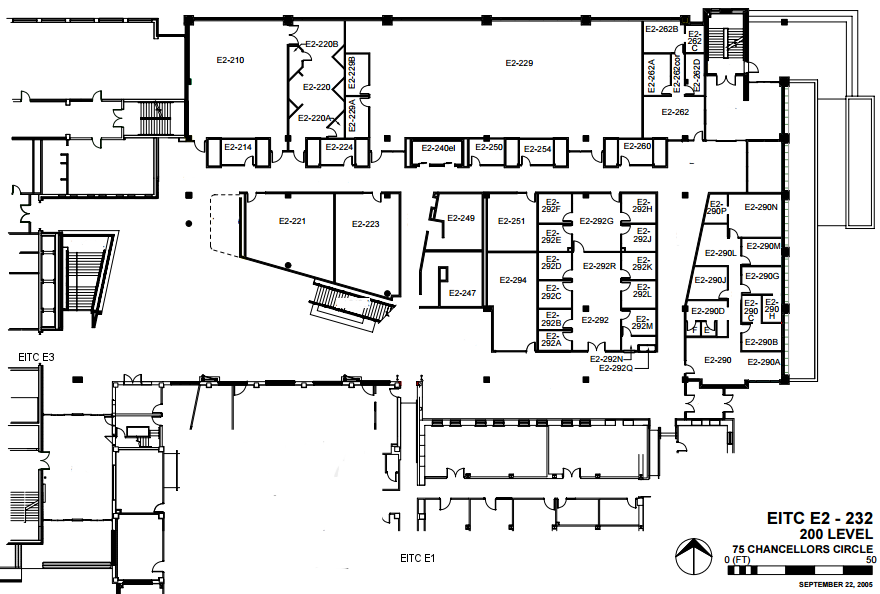 E2-262B
E2-220B
E2-262C
E2-210
E2-229
E2-229B
E2-262A
E2-262cor
E2-262D
E2-220
E2-229A
E2-220A
E2-262
E2-214
E2-224
E2-240el
E2-250
E2-254
E2-260
E2-221
E2-223
E2-249
E2-251
E2-
292F
E2-292G
E2-
292H
E2-
290P
E2-290N
E2-
292E
E2-
292J
E2-290L
E2-290M
E2-294
E2-
292D
E2-292R
E2-
292K
E2-290J
E2-290G
E2-247
E2-
292C
E2-
292L
E2-290D
E2-
290
C
E2-
290
H
E2-
292B
E2-292
E2-
292M
F
E
E2-
292A
E2-290B
E2-292N
E2-292Q
E2-290
E2-290A
EITC E3
EITC E1
EITC E2 - 232
200 LEVEL
75 CHANCELLORS CIRCLE
0 (FT)
50
SEPTEMBER 22, 2005